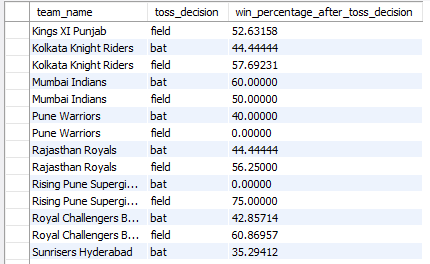 team_name toss_decision win_percentage_after_toss_decision
Kings XI Punjab field 52.63158
Kolkata Knight Riders bat 44.44444
Kolkata Knight Riders field 57.69231
Mumbai Indians bat 60.00000
Mumbai Indians field 50.00000
Pune Warriors bat 40.00000
Pune Warriors field 0.00000
Rajasthan Royals bat 44.44444
Rajasthan Royals field 56.25000
Rising Pune Supergi... bat 0.00000
Rising Pune Supergi... field 75.00000
Royal Challengers B... bat 42.85714
Royal Challengers B... field 60.86957
Sunrisers Hyderabad bat 35.29412